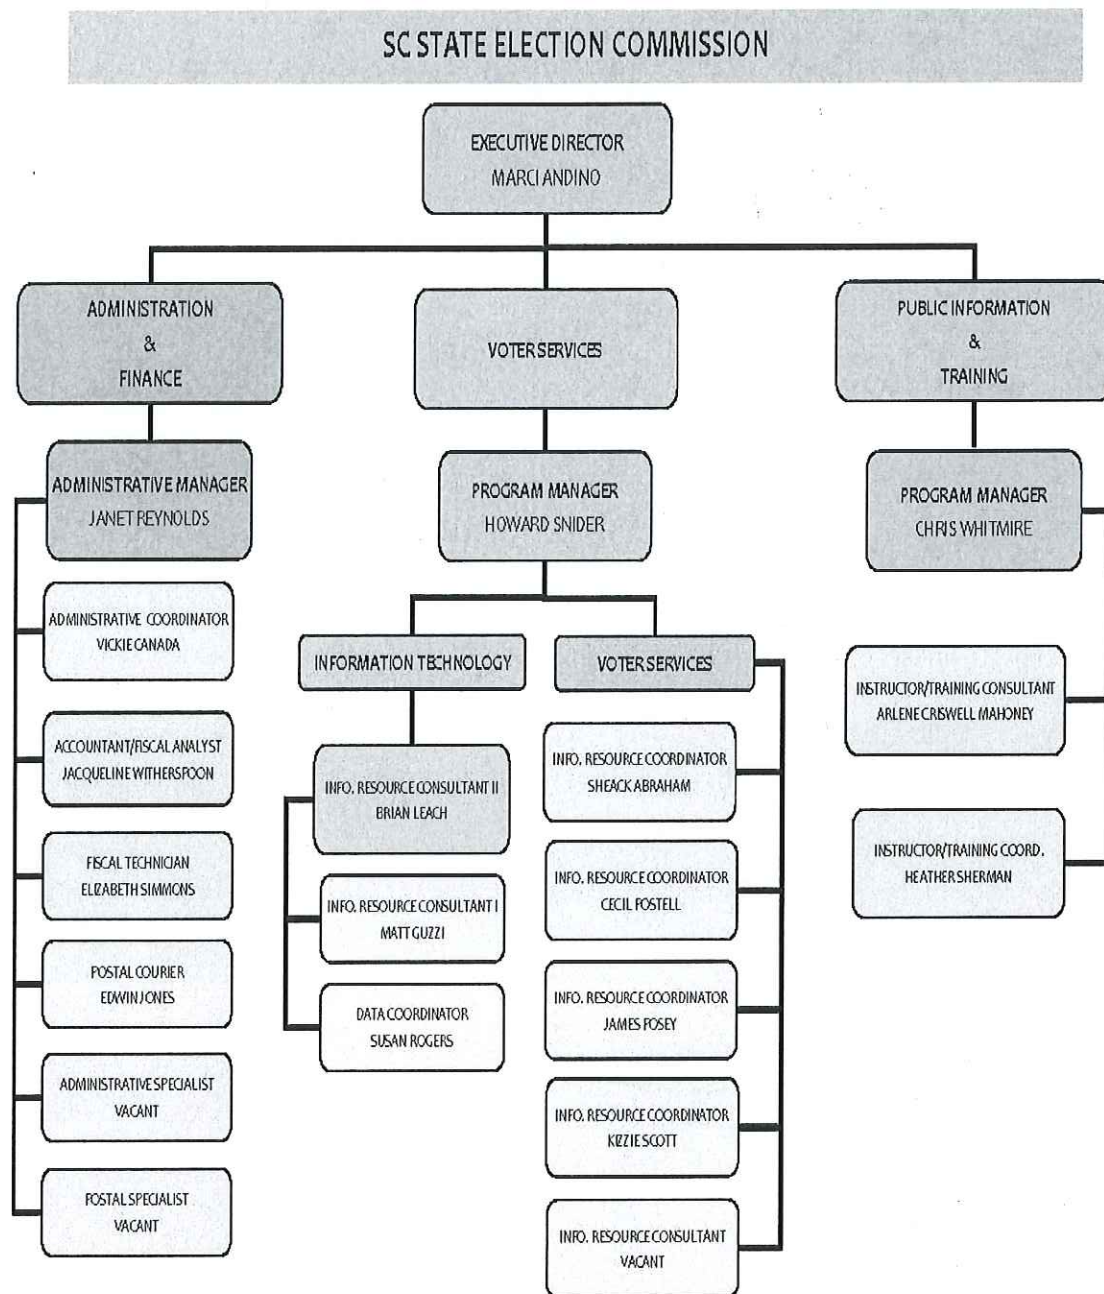 SC STATE ELECTION COMMISSION
EXECUTIVE DIRECTOR
MARCI ANDINO
ADMINISTRATION
&
FINANCE
VOTER SERVICES
PUBLIC INFORMATION
&
TRAINING
ADMINISTRATIVE MANAGER
JANET REYNOLDS
PROGRAM MANAGER
HOWARD SNIDER
PROGRAM MANAGER
CHRIS WHITMIRE
ADMINISTRATIVE COORDINATOR
VICKIE CANADA
ACCOUNTANT/FISCAL ANALYST
JACQUELINE WITHERSPOON
FISCAL TECHNICIAN
ELIZABETH SIMMONS
POSTAL COURIER
EDWIN JONES
ADMINISTRATIVE SPECIALIST
VACANT
POSTAL SPECIALIST
VACANT
INFORMATION TECHNOLOGY
INFO. RESOURCE CONSULTANT II
BRIAN LEACH
INFO. RESOURCE CONSULTANT I
MATT GUZZI
DATA COORDINATOR
SUSAN ROGERS
VOTER SERVICES
INFO. RESOURCE COORDINATOR
SHEACK ABRAHAM
INFO. RESOURCE COORDINATOR
CECIL POSTELL
INFO. RESOURCE COORDINATOR
JAMES POSEY
INFO. RESOURCE COORDINATOR
KIZZIE SCOTT
INFO. RESOURCE CONSULTANT
VACANT
INSTRUCTOR/TRAINING CONSULTANT
ARLENE CRISWELL MAHONEY
INSTRUCTOR/TRAINING COORD.
HEATHER SHERMAN